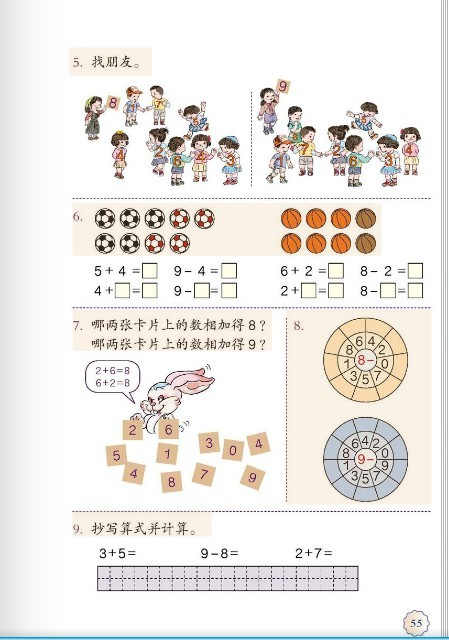 5. 找朋友。
8
9
6.
5+4=□ 9-4=□ 6+2=□ 8-2=□
4+□=□ 9-□=□ 2+□=□ 8-□=□
7. 哪两张卡片上的数相加得8?
哪两张卡片上的数相加得9?
2+6=8
6+2=8
2 6
5 1 3 0 4
4 8 7 9
8.
8-
6 4 2 0 7 5 3 1 8
9-
6 4 2 0 9 7 5 3 1 8
9. 抄写算式并计算。
3+5= 9-8= 2+7=
55